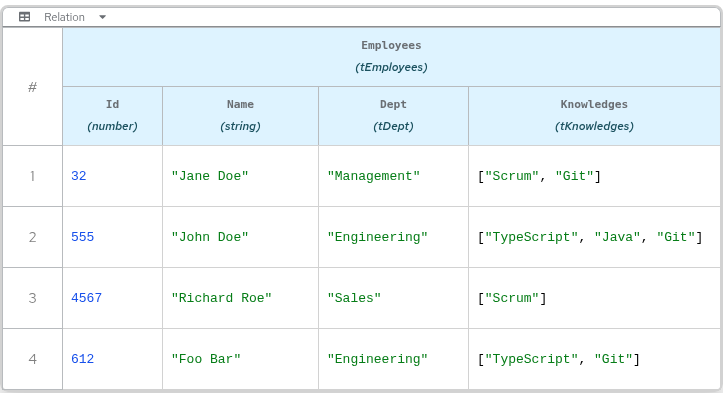 Relation
# Employees
(tEmployees)
Id Name Dept Knowledges
(number) (string) (tDept) (tKnowledges)
1 32 "Jane Doe" "Management" ["Scrum", "Git"]
2 555 "John Doe" "Engineering" ["TypeScript", "Java", "Git"]
3 4567 "Richard Roe" "Sales" ["Scrum"]
4 612 "Foo Bar" "Engineering" ["TypeScript", "Git"]